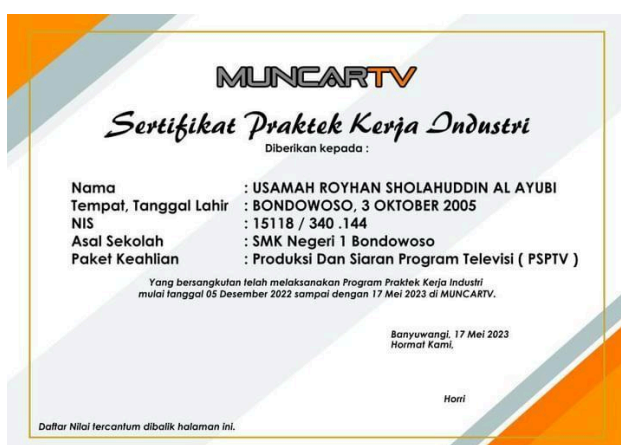 MUNCARTV
Sertifikat Praktek Kerja Industri
Diberikan kepada :
Nama : USAMAH ROYHAN SHOLAHUDDIN AL AYUBI
Tempat, Tanggal Lahir : BONDOWOSO, 3 OKTOBER 2005
NIS : 15118 / 340 .144
Asal Sekolah : SMK Negeri 1 Bondowoso
Paket Keahlian : Produksi Dan Siaran Program Televisi ( PSPTV )
Yang bersangkutan telah melaksanakan Program Praktek Kerja Industri
mulai tanggal 05 Desember 2022 sampai dengan 17 Mei 2023 di MUNCARTV.
Banyuwangi, 17 Mei 2023
Hormat Kami,
Horri
Daftar Nilai tercantum dibalik halaman ini.